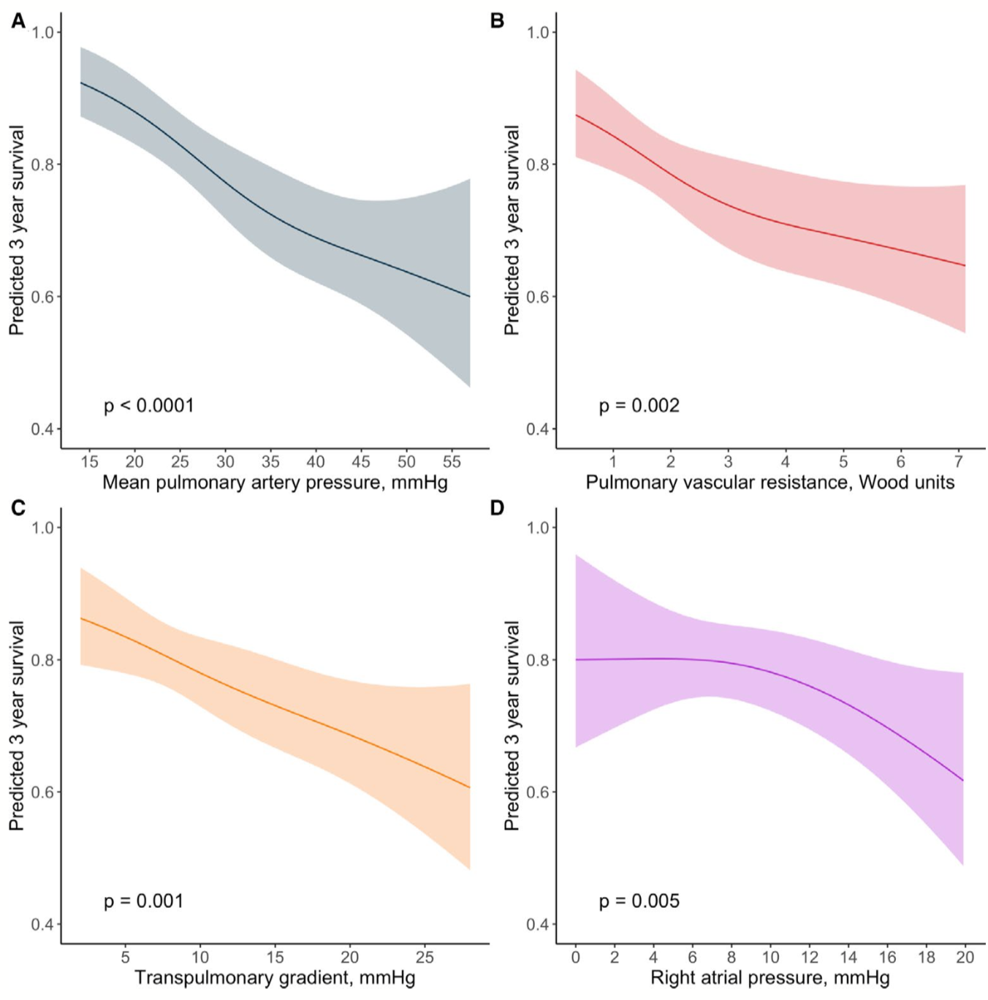 A
1.0
0.8
0.6
0.4
Predicted 3 year survival
p < 0.0001
15 20 25 30 35 40 45 50 55
Mean pulmonary artery pressure, mmHg
B
1.0
0.8
0.6
0.4
Predicted 3 year survival
p = 0.002
1 2 3 4 5 6 7
Pulmonary vascular resistance, Wood units
C
1.0
0.8
0.6
0.4
Predicted 3 year survival
p = 0.001
5 10 15 20 25
Transpulmonary gradient, mmHg
D
1.0
0.8
0.6
0.4
Predicted 3 year survival
p = 0.005
0 2 4 6 8 10 12 14 16 18 20
Right atrial pressure, mmHg